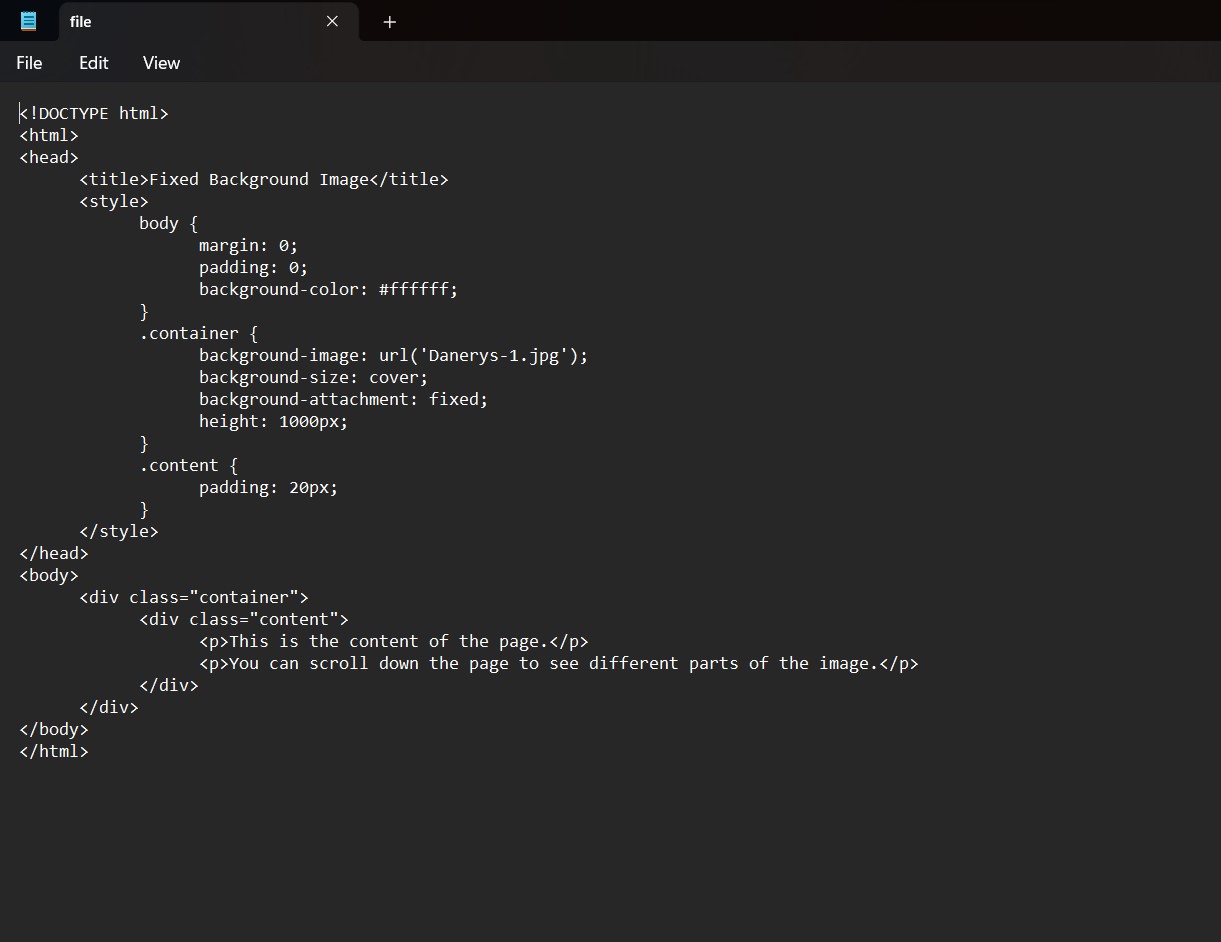 file
File Edit View
<!DOCTYPE html>
<html>
<head>
<title>Fixed Background Image</title>
<style>
body {
margin: 0;
padding: 0;
background-color: #ffffff;
}
.container {
background-image: url('Danerys-1.jpg');
background-size: cover;
background-attachment: fixed;
height: 1000px;
}
.content {
padding: 20px;
}
</style>
</head>
<body>
<div class="container">
<div class="content">
<p>This is the content of the page.</p>
<p>You can scroll down the page to see different parts of the image.</p>
</div>
</div>
</body>
</html>